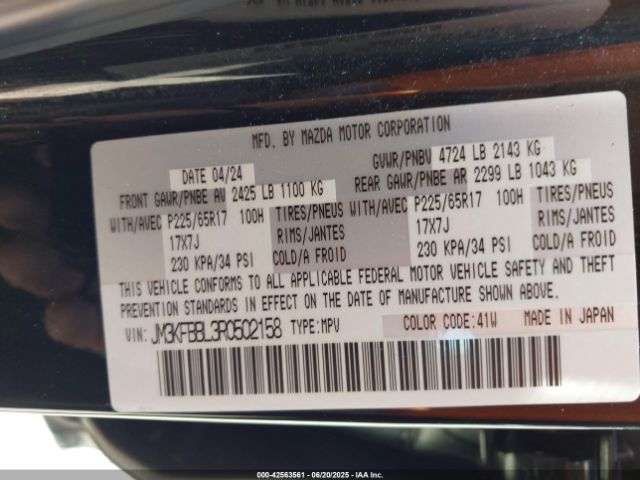 MFD. BY MAZDA MOTOR CORPORATION
DATE 04/24 GVWR/PNBV 4724 LB 2143 KG
FRONT GAWR/PNBE AV 2425 LB 1100 KG REAR GAWR/PNBE AR 2299 LB 1043 KG
WITH/AVEC P225/65R17 100H TIRES/PNEUS WITH/AVEC P225/65R17 100H TIRES/PNEUS
17X7J RIMS/JANTES 17X7J RIMS/JANTES
230 KPA/34 PSI COLD/A FROID 230 KPA/34 PSI COLD/A FROID
THIS VEHICLE CONFORMS TO ALL APPLICABLE FEDERAL MOTOR VEHICLE SAFETY AND THEFT
PREVENTION STANDARDS IN EFFECT ON THE DATE OF MANUFACTURE SHOWN ABOVE.
VIN: JM3KFBBL3R0502158 TYPE:MPV COLOR CODE:41W MADE IN JAPAN
000-42563561 - 06/20/2025 - IAA Inc.